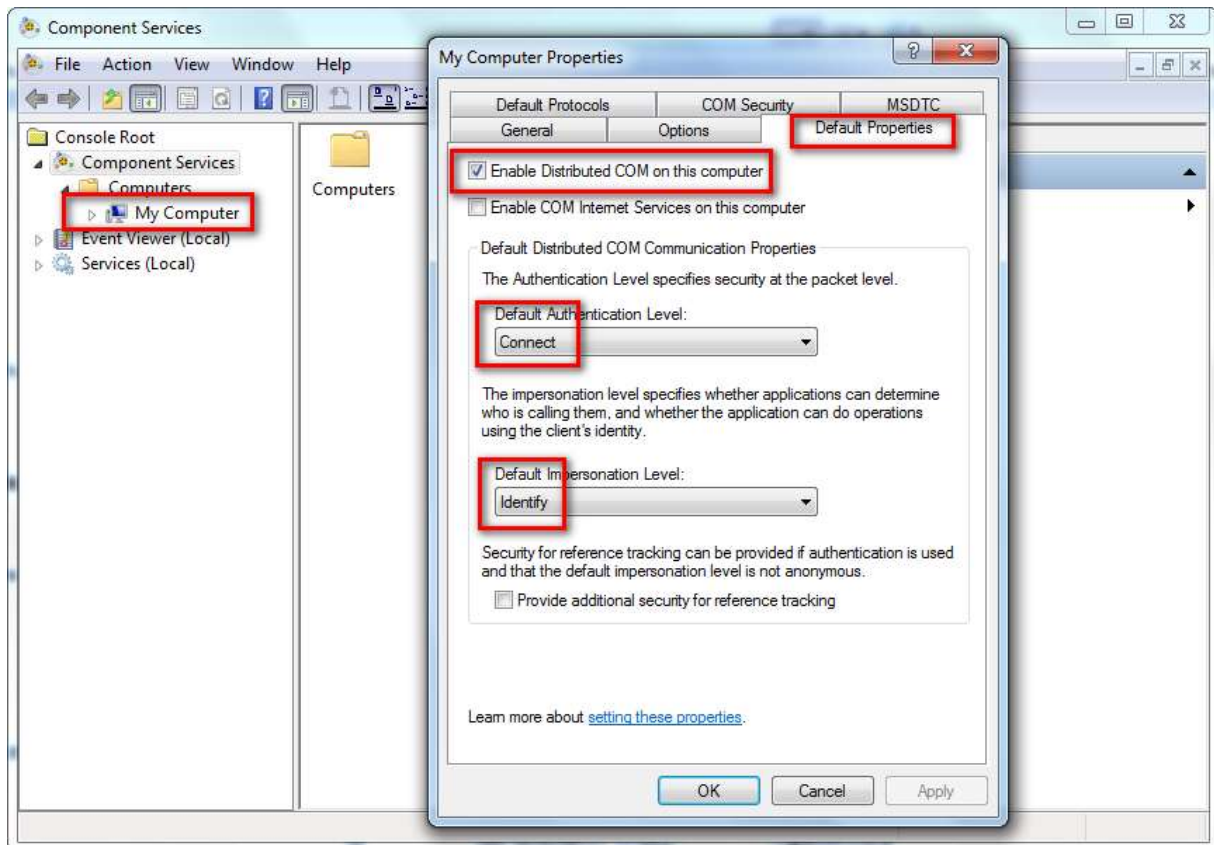 Component Services
File Action View Window Help
Console Root
Component Services
Computers
My Computer
Event Viewer (Local)
Services (Local)
Computers
My Computer Properties
Default Protocols COM Security MSDTC
General Options Default Properties
Enable Distributed COM on this computer
Enable COM Internet Services on this computer
Default Distributed COM Communication Properties
The Authentication Level specifies security at the packet level.
Default Authentication Level:
Connect
The impersonation level specifies whether applications can determine
who is calling them, and whether the application can do operations
using the client's identity.
Default Impersonation Level:
Identify
Security for reference tracking can be provided if authentication is used
and that the default impersonation level is not anonymous.
Provide additional security for reference tracking
Learn more about setting these properties.
OK Cancel Apply